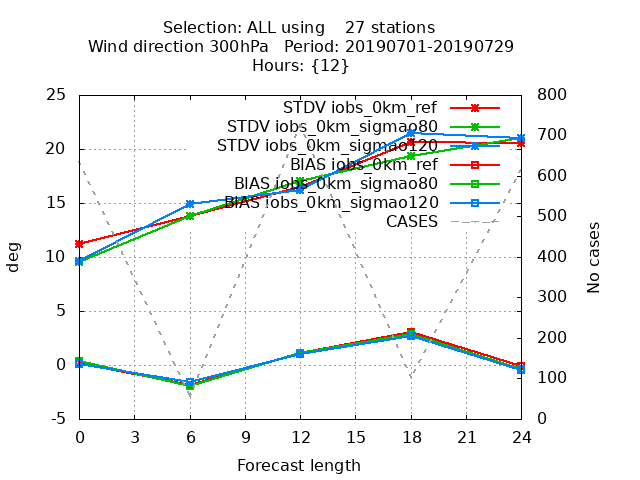 Selection: ALL using    27 stations
Wind direction 300hPa   Period: 20190701-20190729
Hours: {12}
STDV iobs_0km_ref
STDV iobs_0km_sigmao80
STDV iobs_0km_sigmao120
BIAS iobs_0km_ref
BIAS iobs_0km_sigmao80
BIAS iobs_0km_sigmao120
CASES
25
20
15
10
5
0
-5
deg
800
700
600
500
400
300
200
100
0
No cases
0 3 6 9 12 15 18 21 24
Forecast length